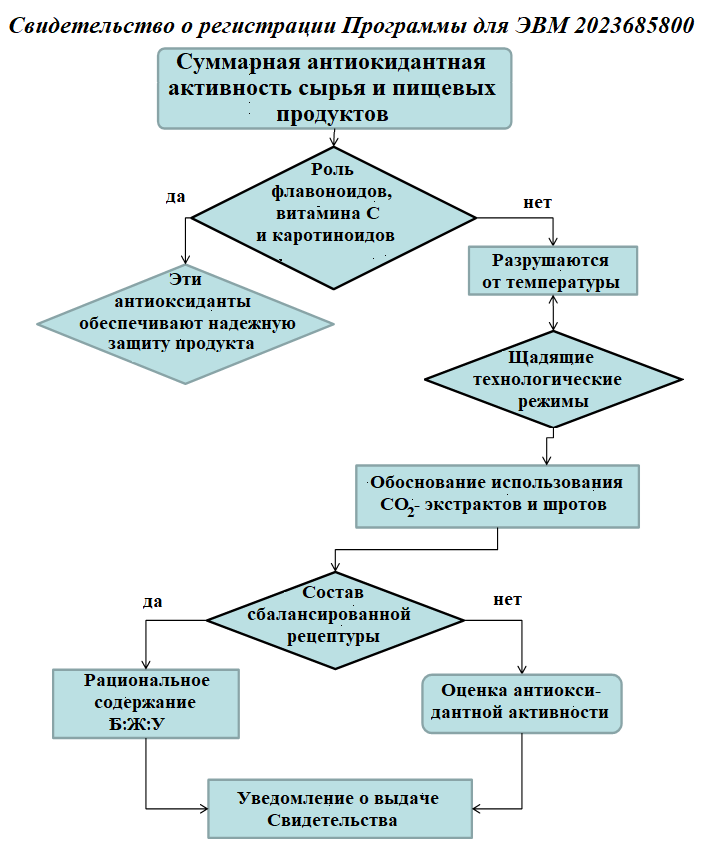 Свидетельство о регистрации Программы для ЭВМ 2023685800
Суммарная антиокидантная
активность сырья и пищевых
продуктов
Роль
флавоноидов,
витамина С
и каротиноидов
да
нет
Эти
антиоксиданты
обеспечивают надежную
защиту продукта
Разрушаются
от температуры
Щадящие
технологические
режимы
Обоснование использования
СО2- экстрактов и шротов
Состав
сбалансированной
рецептуры
да
нет
Рациональное
содержание
Б:Ж:У
Оценка антиокси-
дантной активности
Уведомление о выдаче
Свидетельства